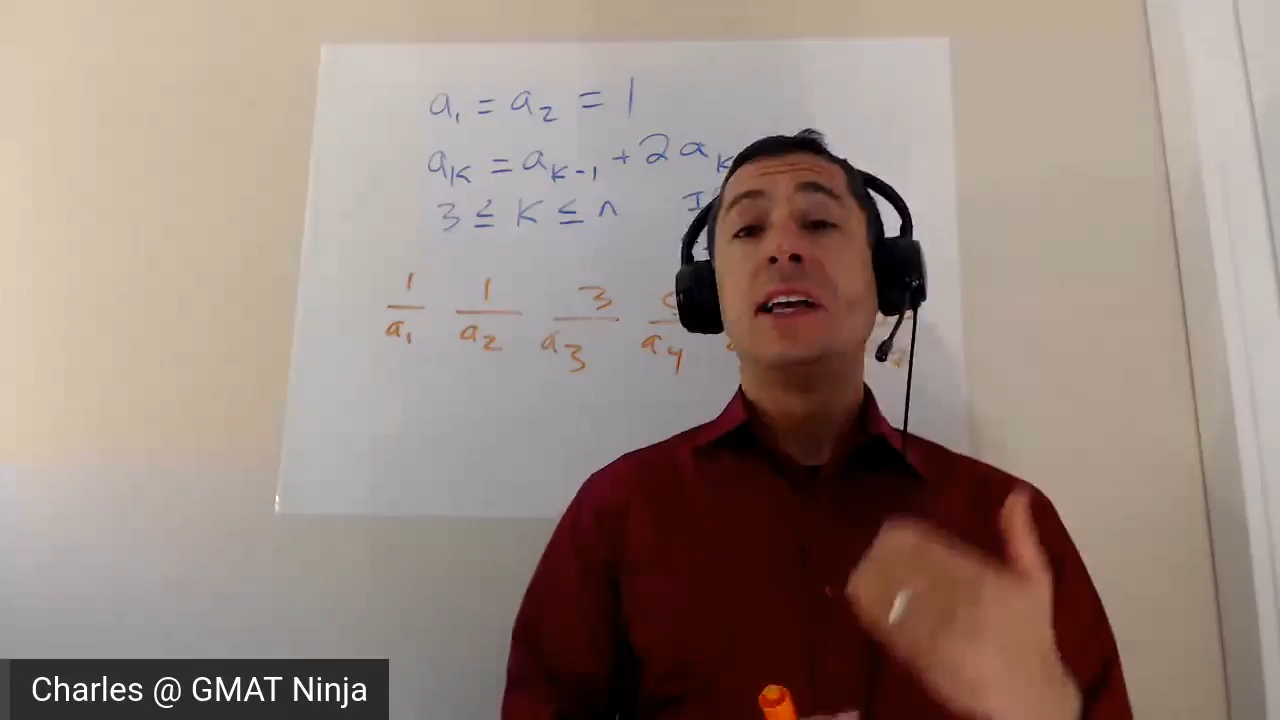 a₁ = a₂ = 1
aₖ = aₖ₋₁ + 2aₖ
3 ≤ K ≤ n
1 1 3
a₁ a₂ a₃ a₄
Charles @ GMAT Ninja